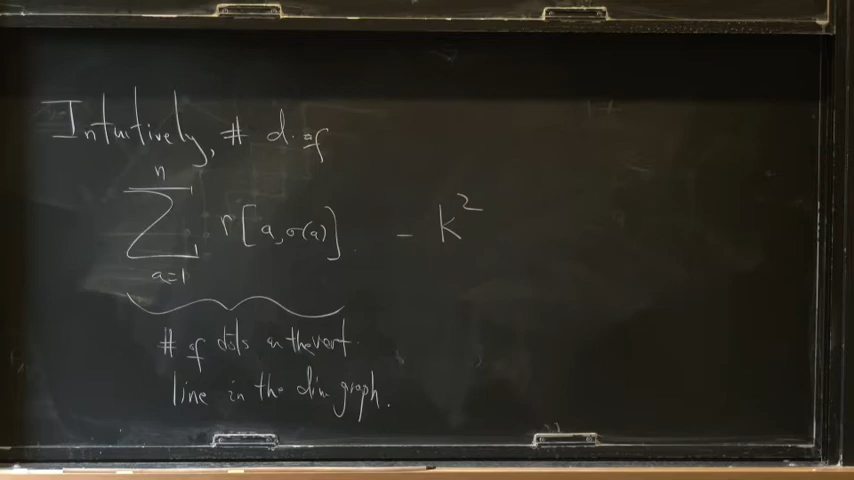 Intuitively, # d.of
n
∑ r[a,σ(a)] - k²
a=1
# of dots on the vert.
line in the dim graph.